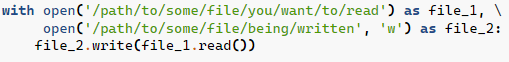 with open('/path/to/some/file/you/want/to/read') as file_1, \
     open('/path/to/some/file/being/written', 'w') as file_2:
    file_2.write(file_1.read())